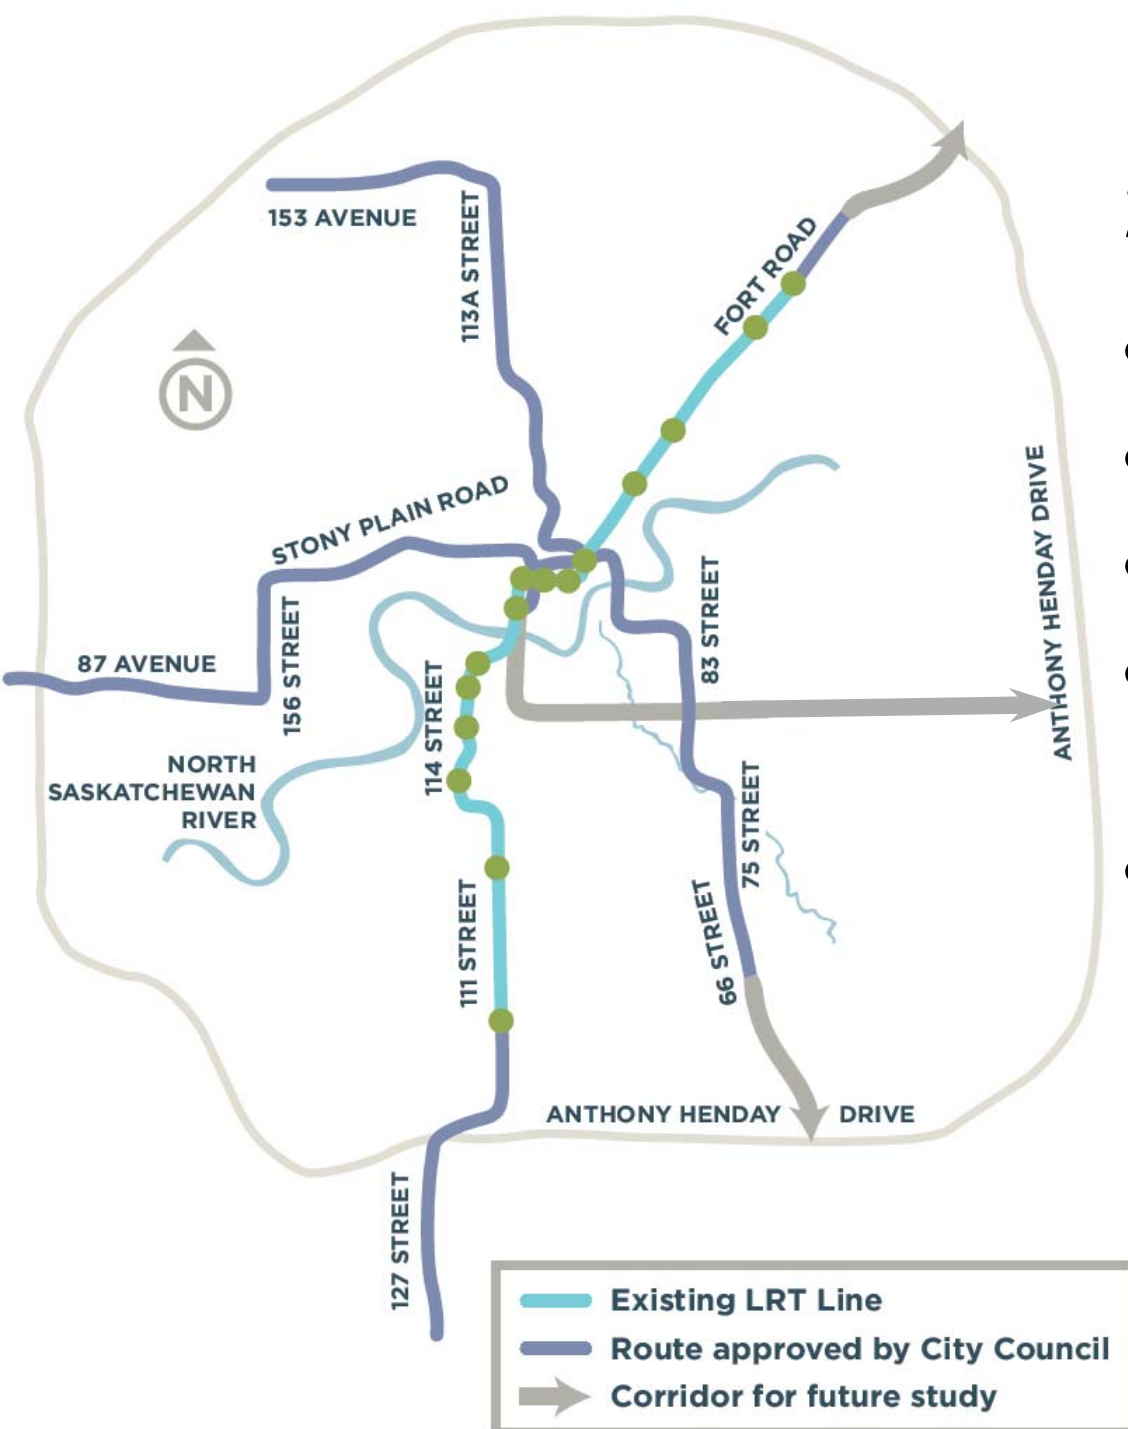 153 AVENUE
113A STREET
FORT ROAD
N
STONY PLAIN ROAD
ANTHONY HENDAY DRIVE
83 STREET
156 STREET
87 AVENUE
114 STREET
NORTH
SASKATCHEWAN
RIVER
75 STREET
66 STREET
111 STREET
ANTHONY HENDAY DRIVE
127 STREET
Existing LRT Line
Route approved by City Council
Corridor for future study